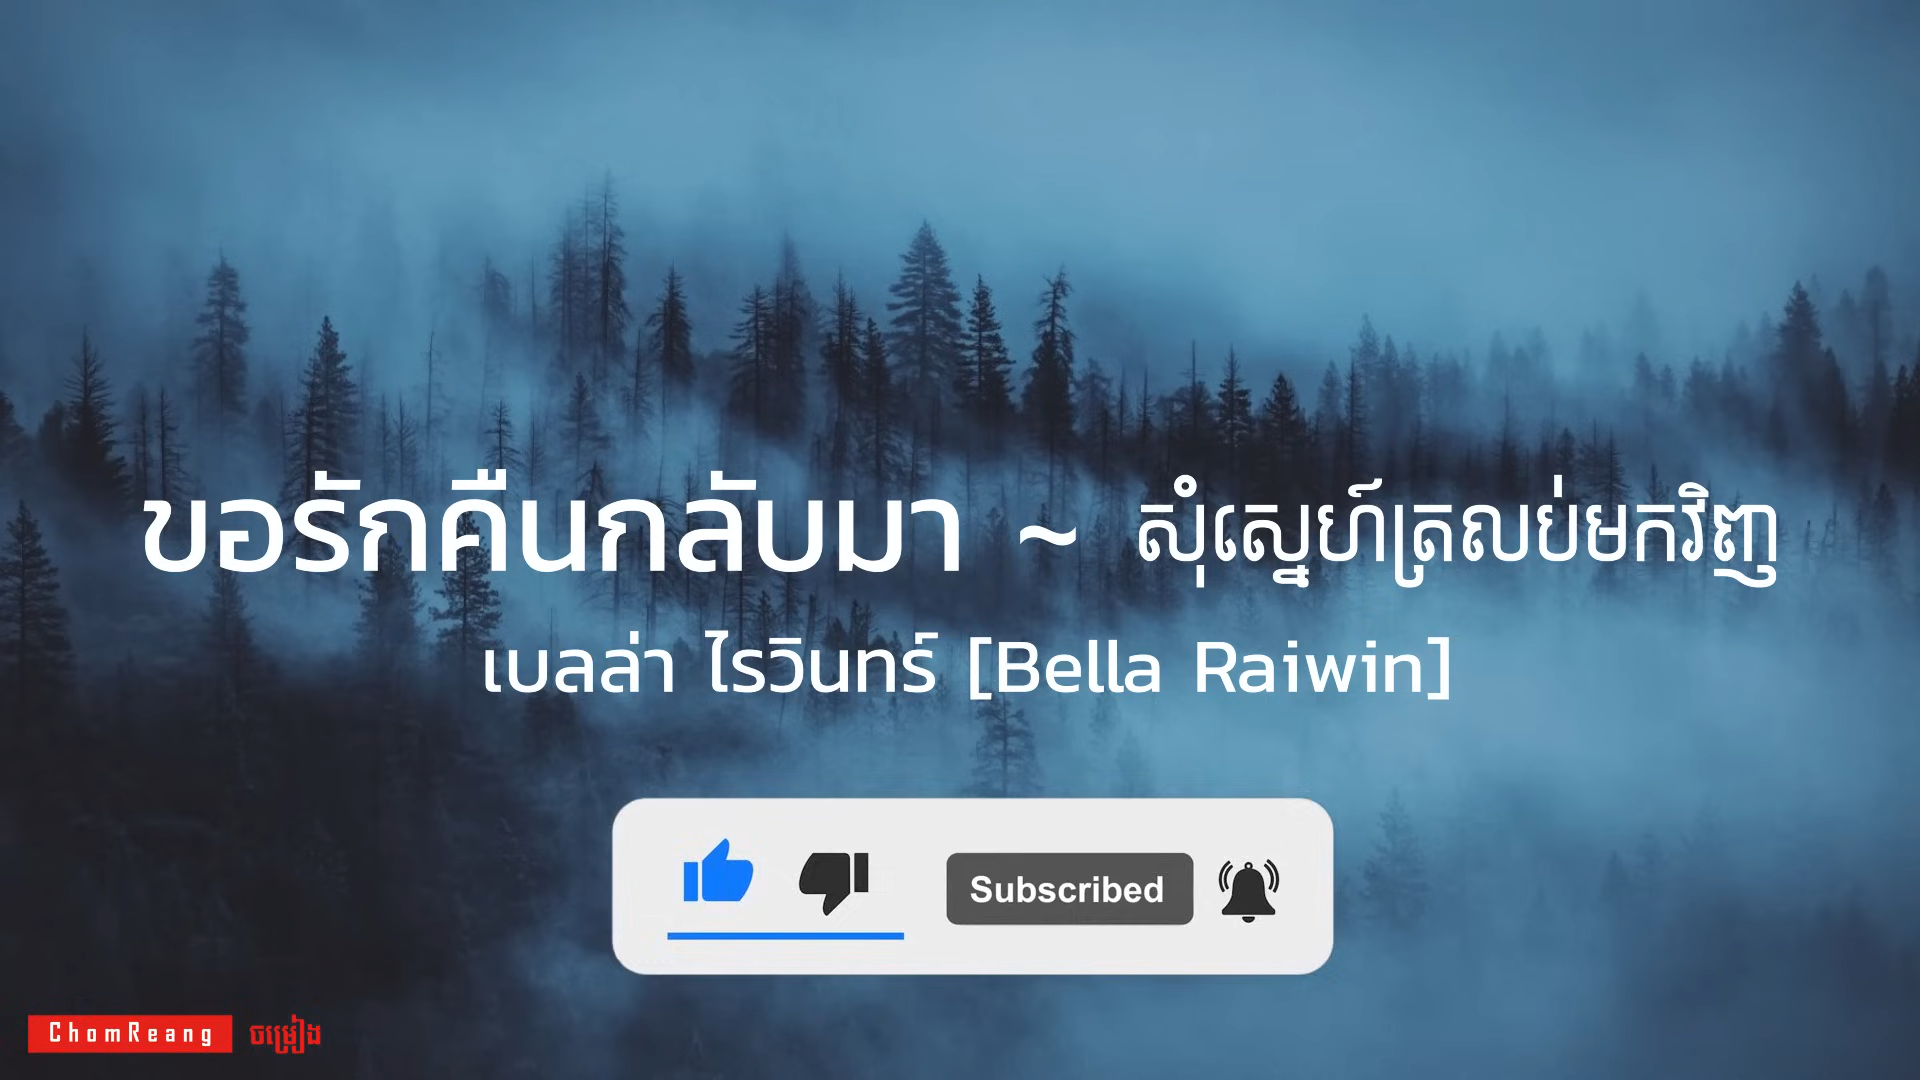 ขอรักคืนกลับมา ~ សុំស្នេហ៍ត្រលប់មកវិញ
เบลล่า ไรวินทร์ [Bella Raiwin]
Subscribed
ChomReang ចម្រៀង